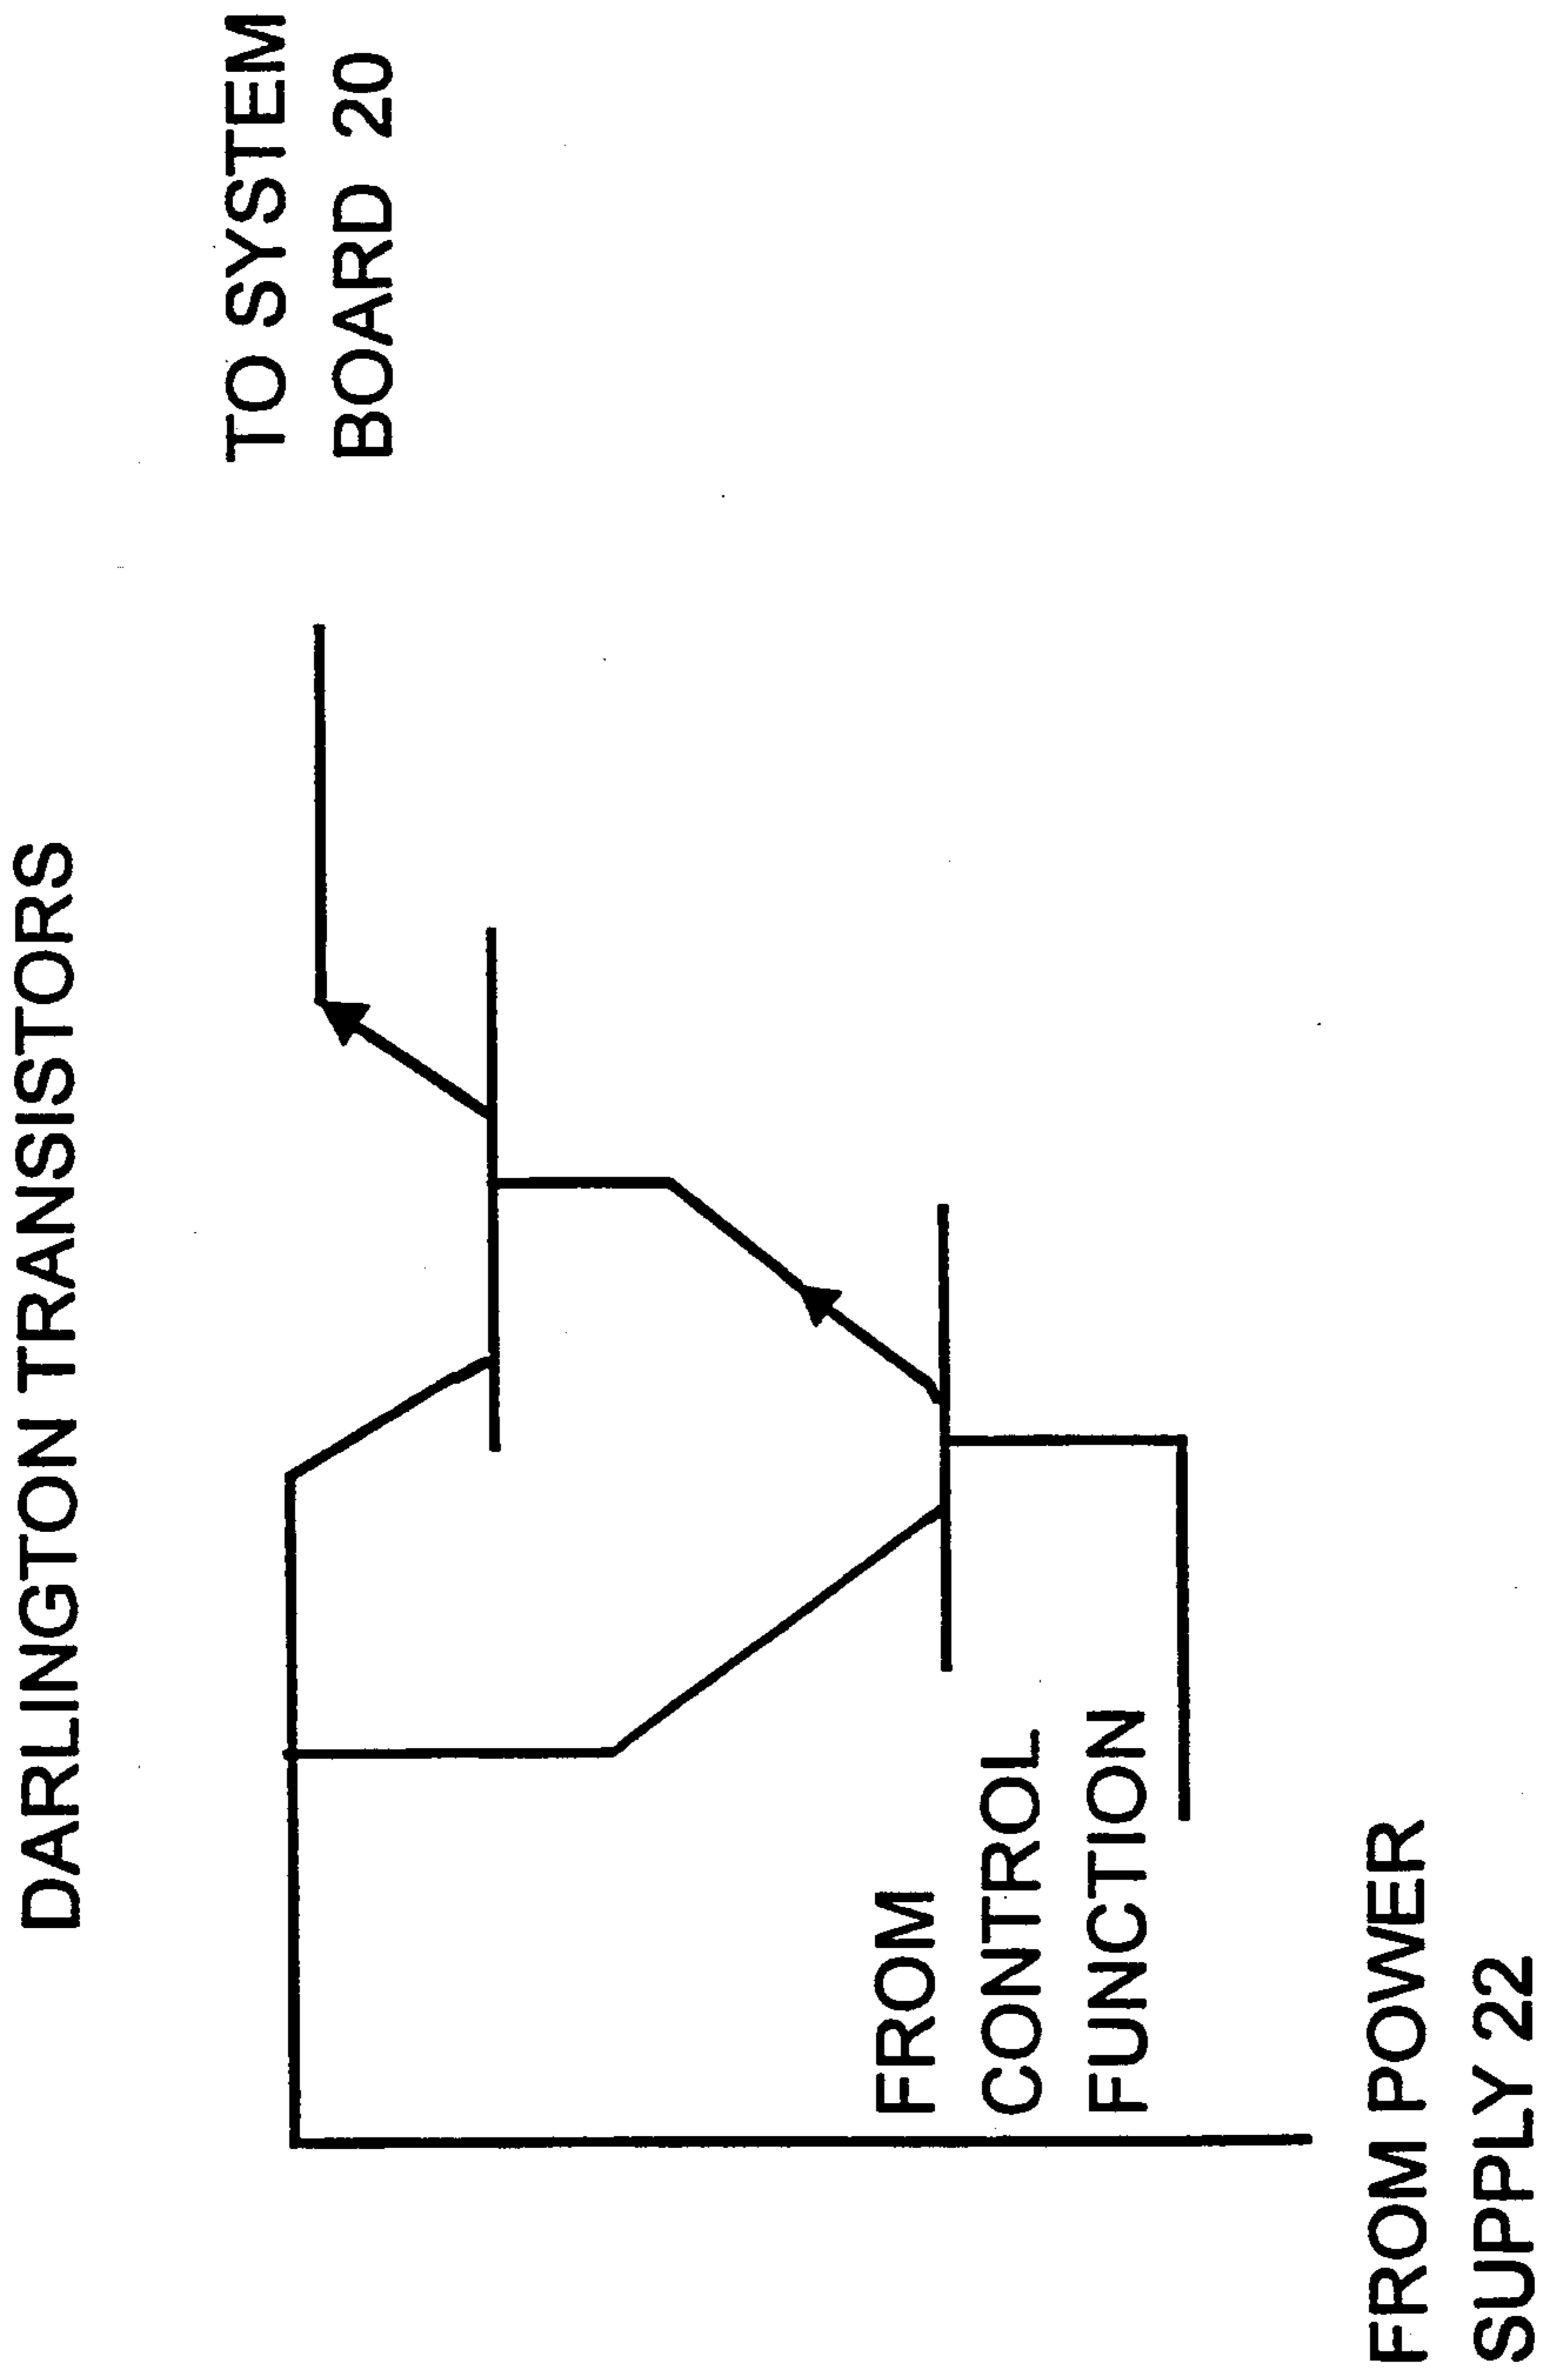 DARLINGTON TRANSISTORS
TO SYSTEM
BOARD 20
FROM
CONTROL
FUNCTION
FROM POWER
SUPPLY 22